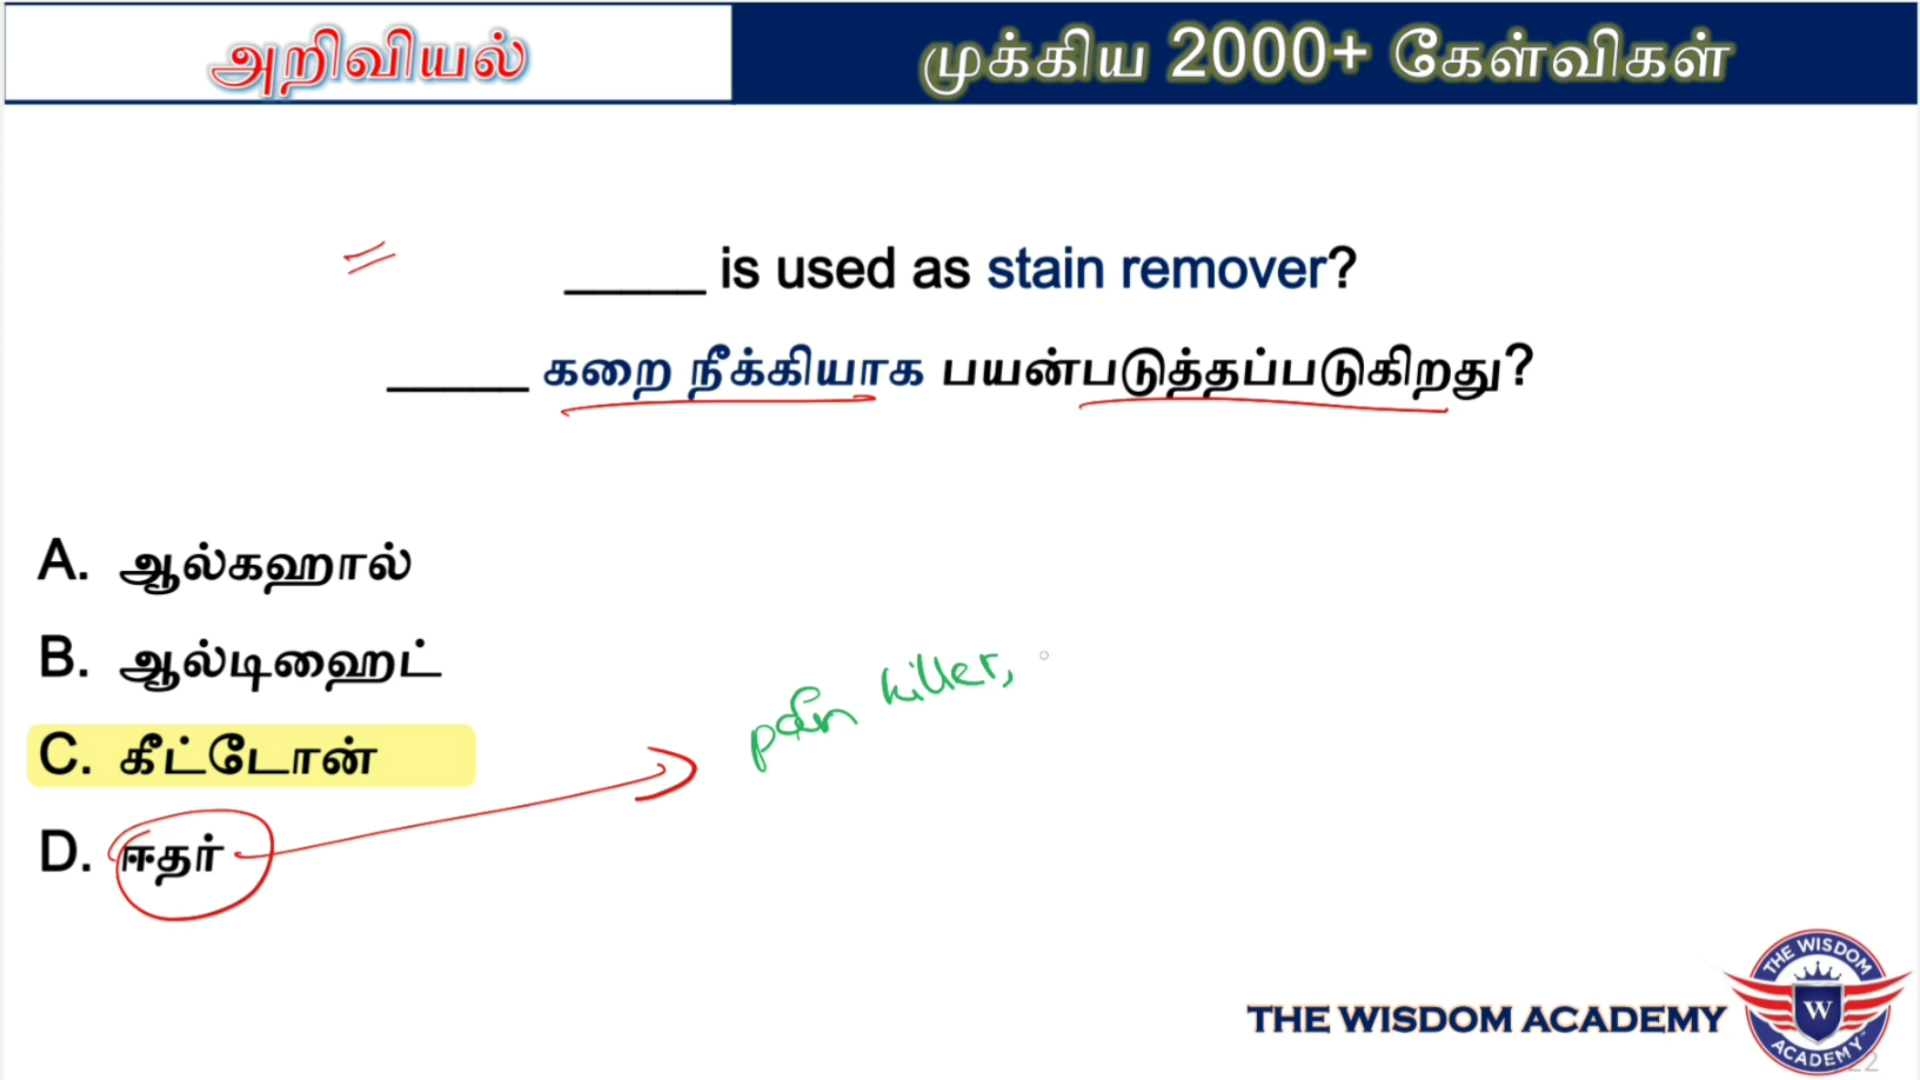 அறிவியல்
முக்கிய 2000+ கேள்விகள்
_____ is used as stain remover?
_____ கறை நீக்கியாக பயன்படுத்தப்படுகிறது?
A. ஆல்கஹால்
B. ஆல்டிஹைட்
C. கீட்டோன்
D. ஈதர்
pain killer,
THE WISDOM ACADEMY
THE WISDOM
W
ACADEMY